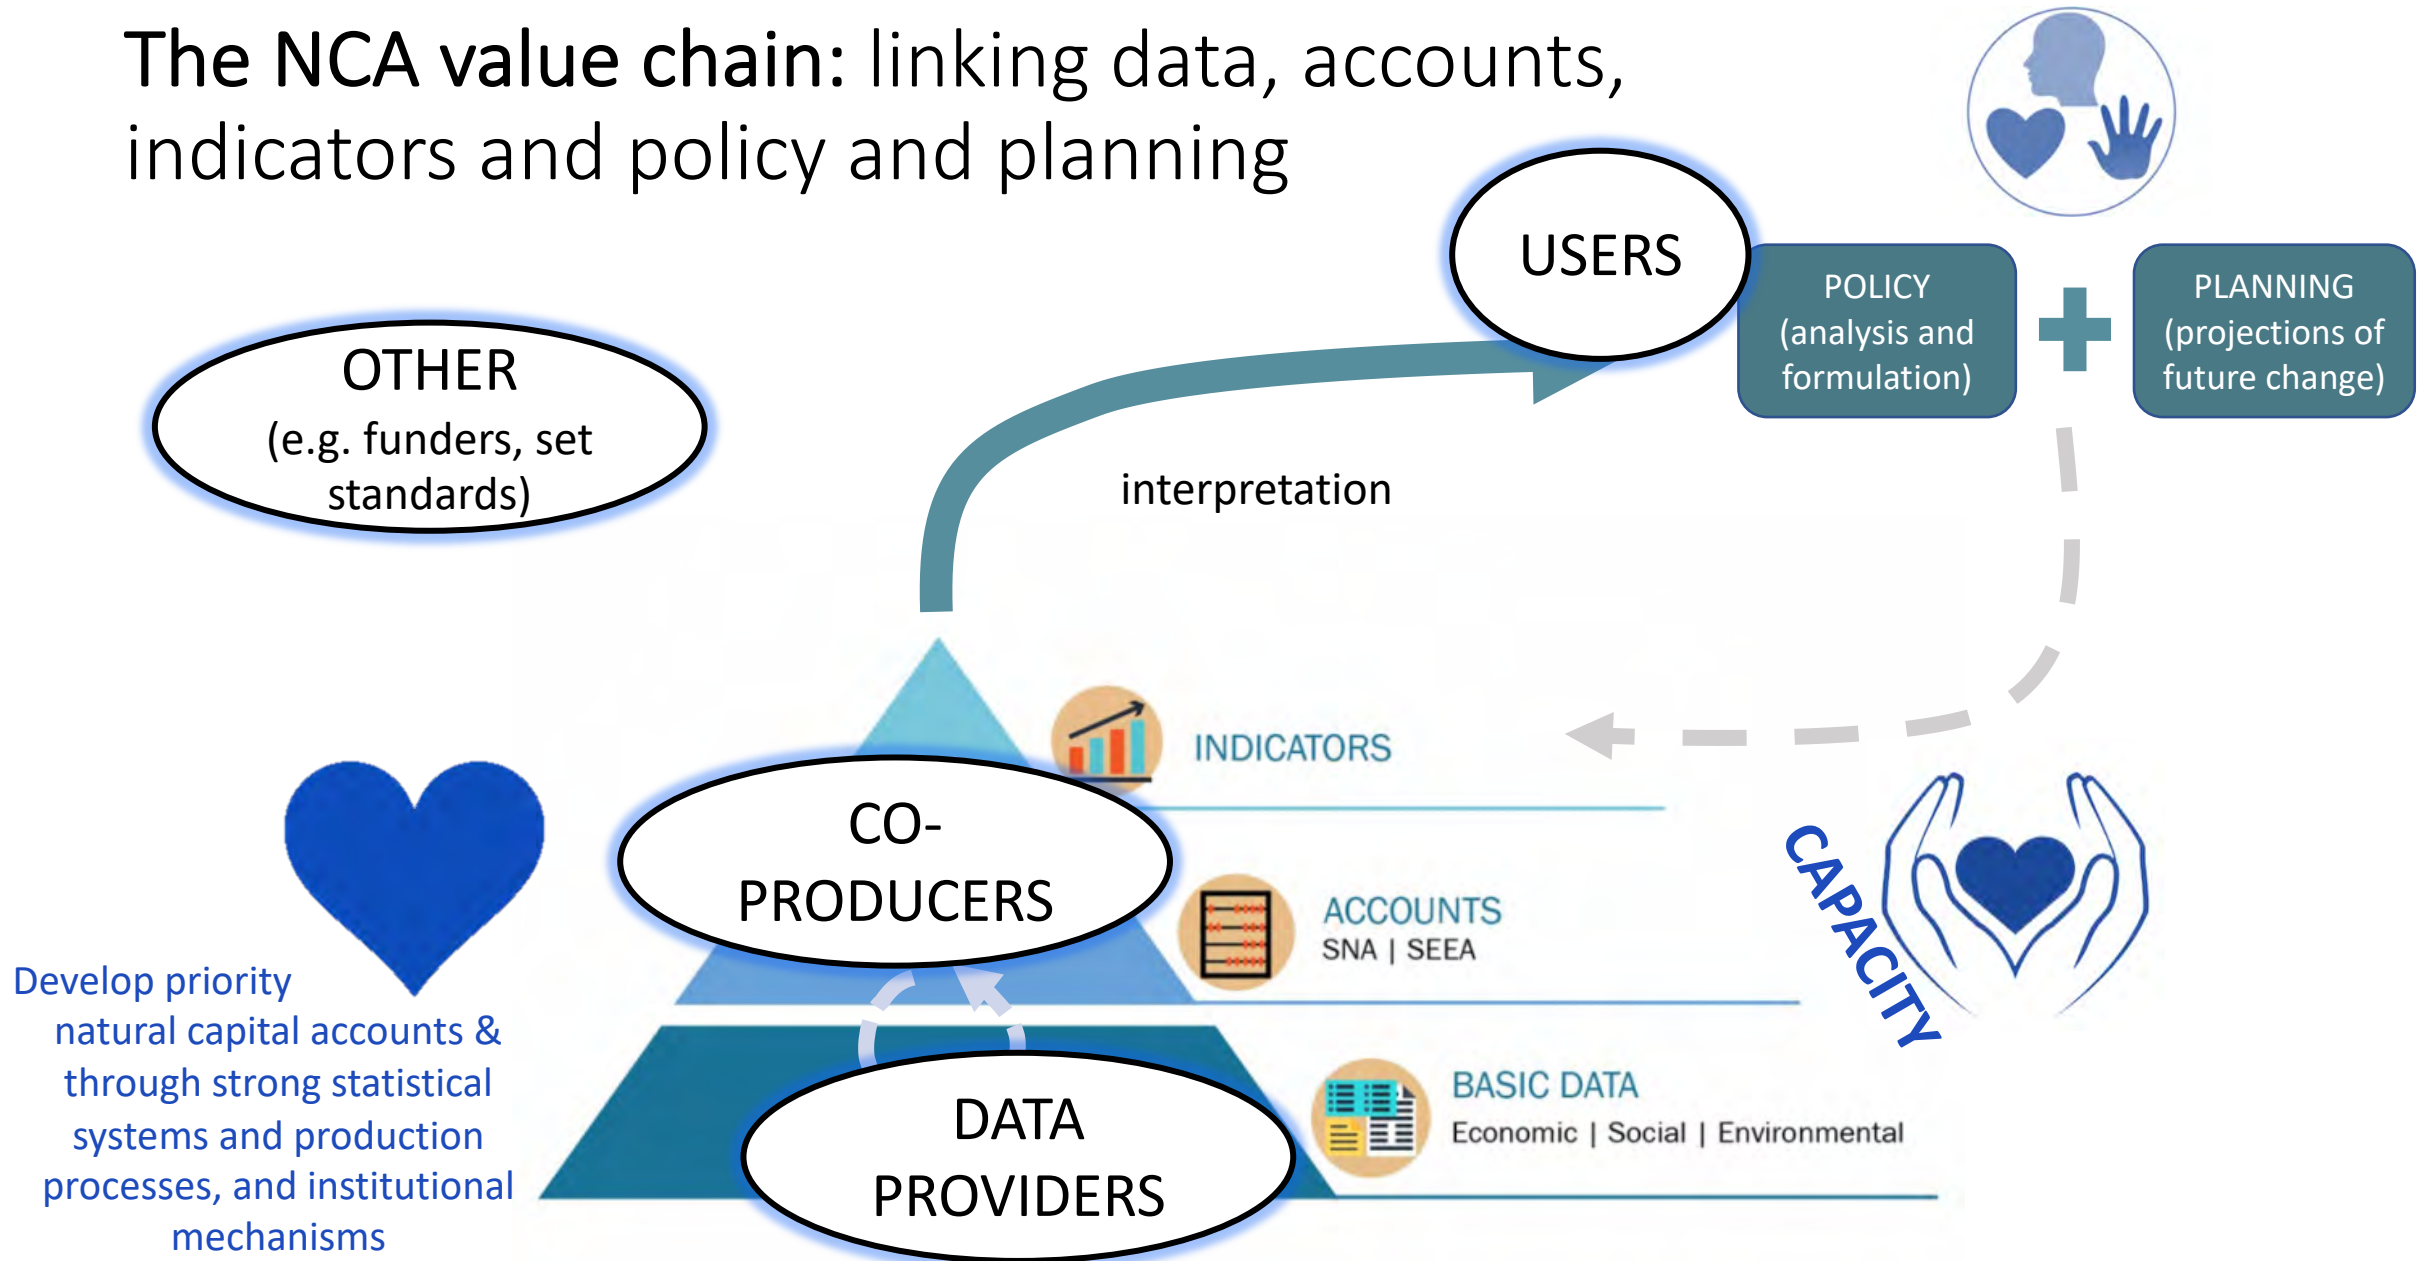 The NCA value chain: linking data, accounts,
indicators and policy and planning
USERS
POLICY
(analysis and
formulation)
PLANNING
(projections of
future change)
OTHER
(e.g. funders, set
standards)
interpretation
INDICATORS
CO-
PRODUCERS
ACCOUNTS
SNA | SEEA
CAPACITY
Develop priority
natural capital accounts &
through strong statistical
systems and production
processes, and institutional
mechanisms
DATA
PROVIDERS
BASIC DATA
Economic | Social | Environmental